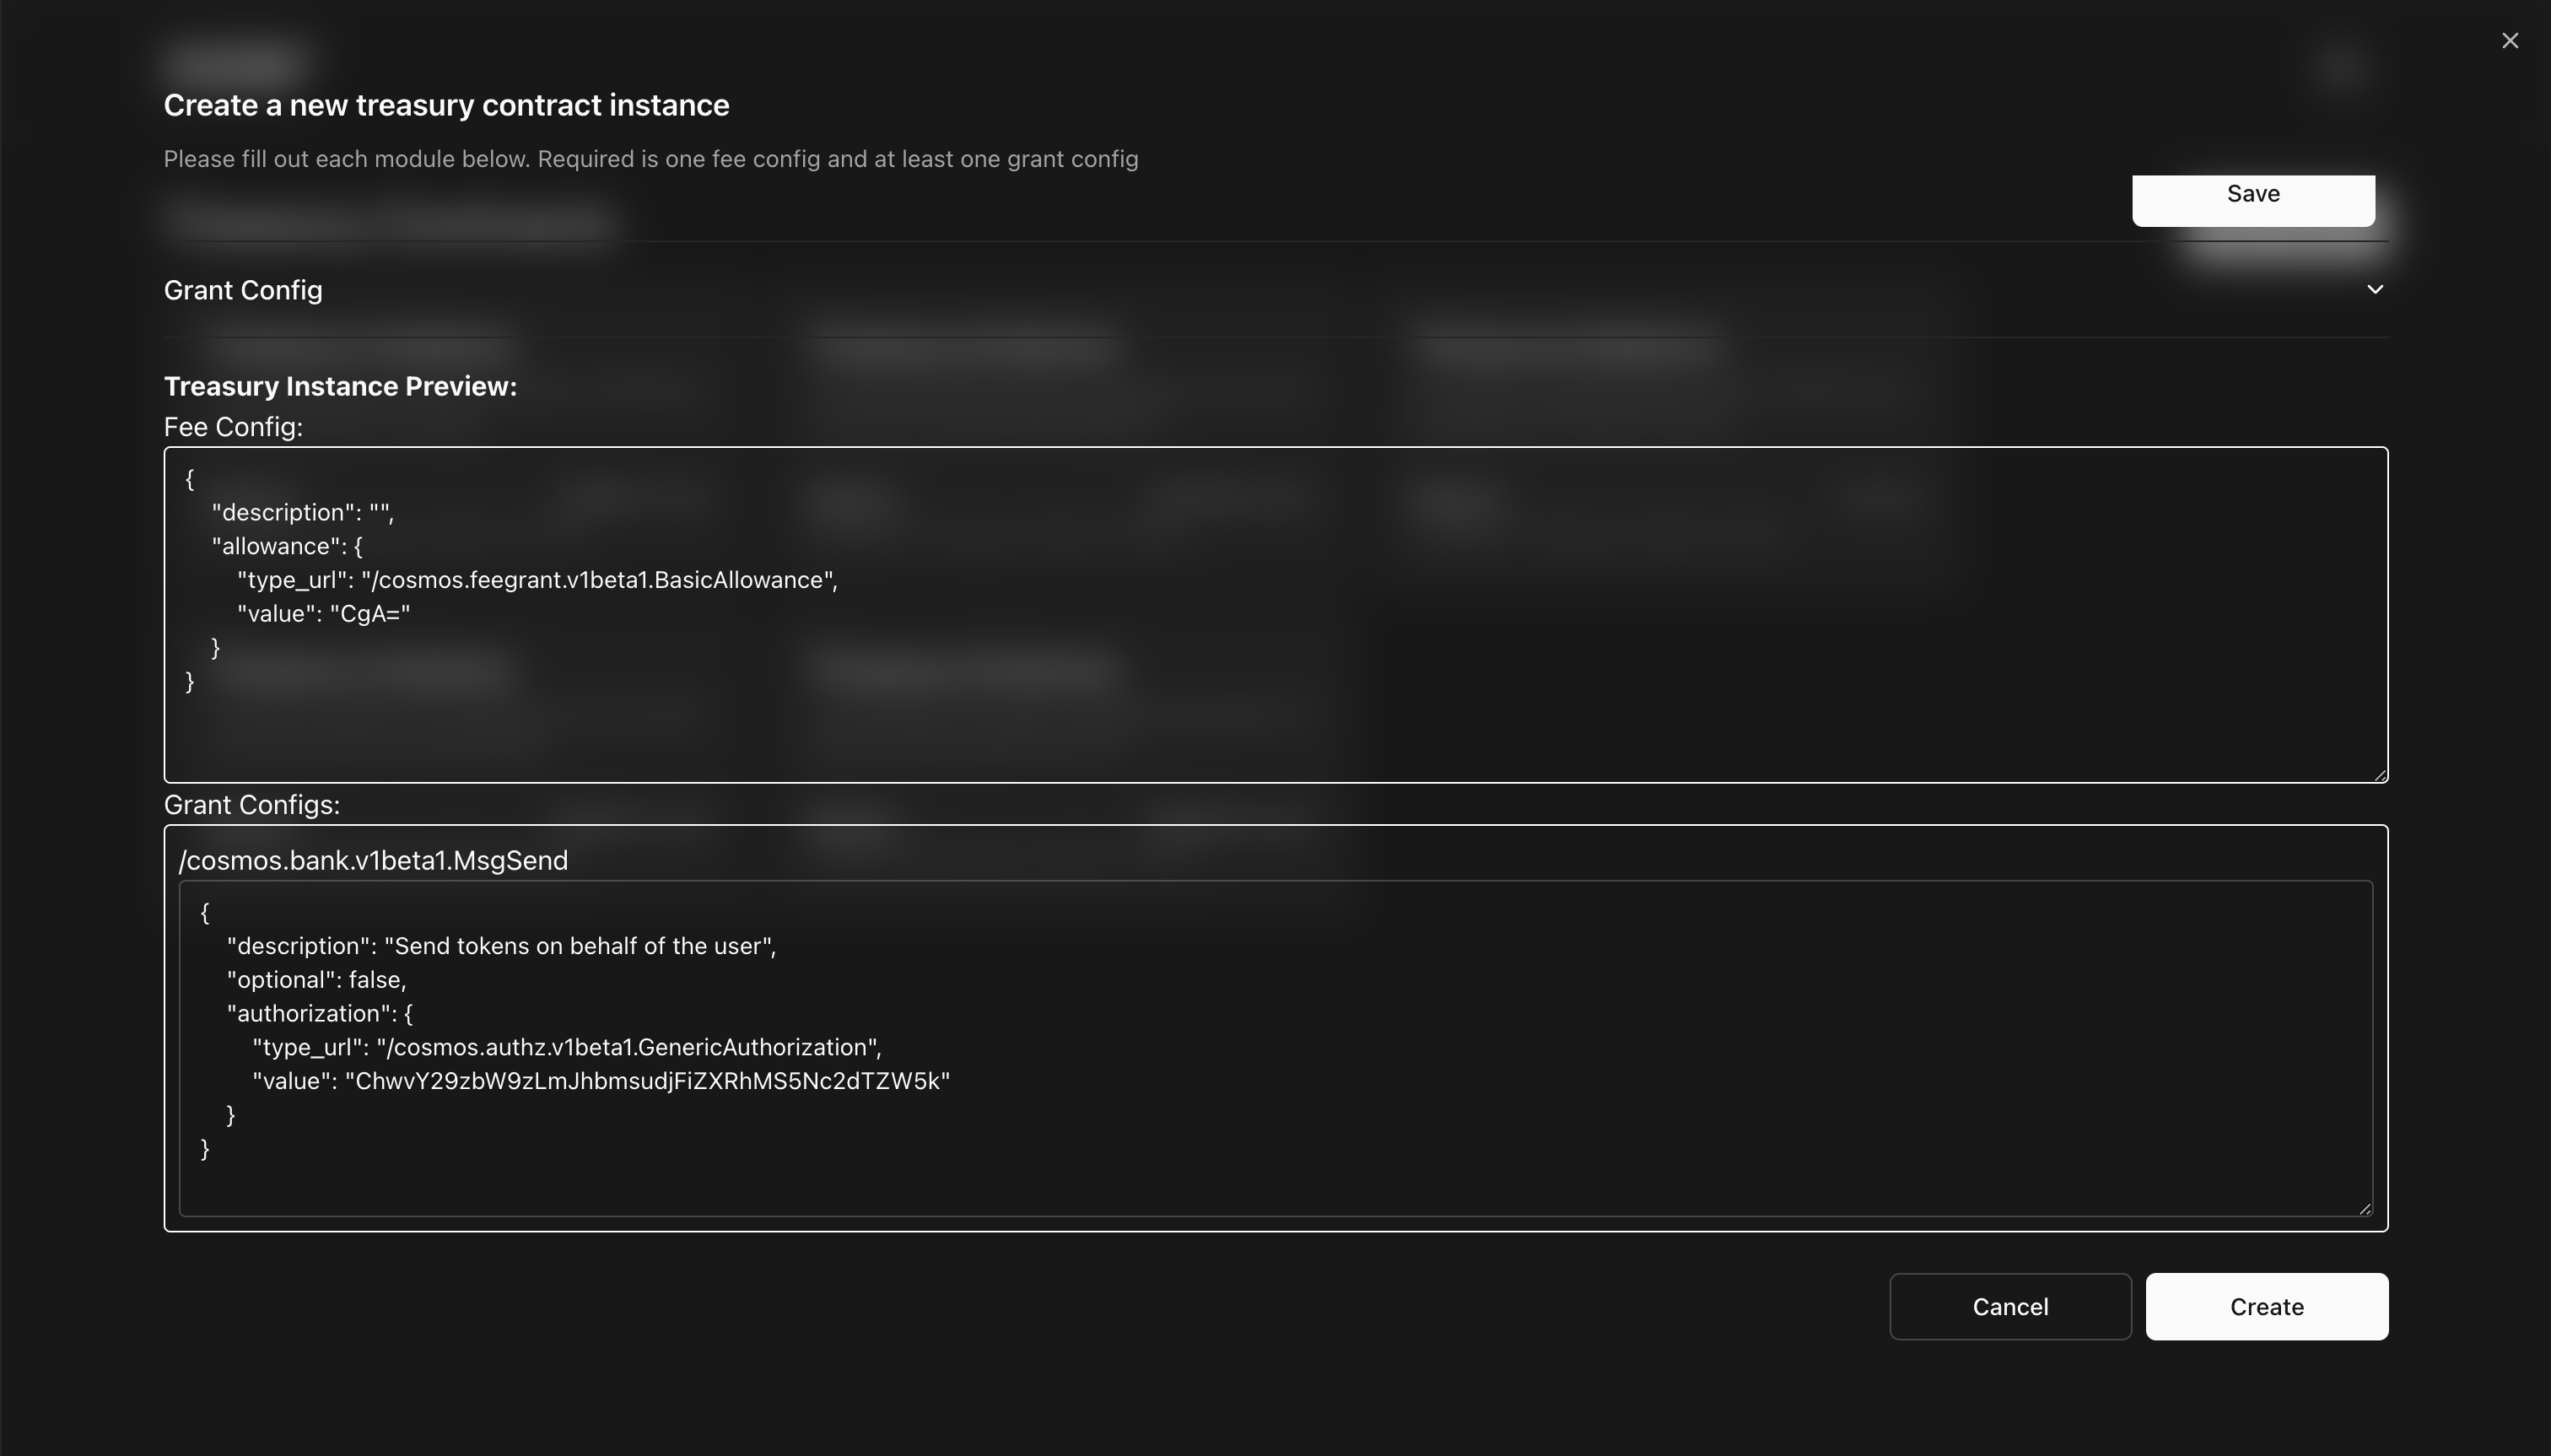 Create a new treasury contract instance
Please fill out each module below. Required is one fee config and at least one grant config
Save
Grant Config
Treasury Instance Preview:
Fee Config:
{
"description": "",
"allowance": {
"type_url": "/cosmos.feegrant.v1beta1.BasicAllowance",
"value": "CgA="
}
}
Grant Configs:
/cosmos.bank.v1beta1.MsgSend
{
"description": "Send tokens on behalf of the user",
"optional": false,
"authorization": {
"type_url": "/cosmos.authz.v1beta1.GenericAuthorization",
"value": "ChwvY29zbW9zLmJhbmsudjFiZXRhMS5Nc2dTZW5k"
}
}
Cancel
Create